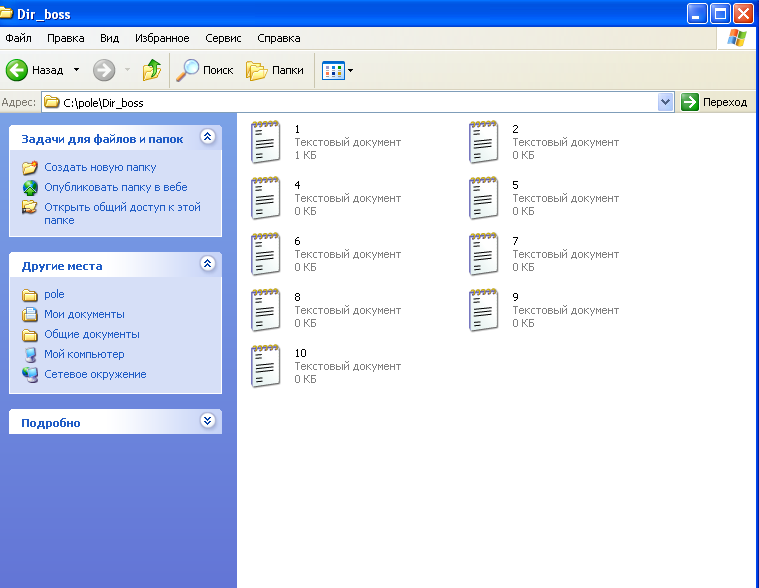 Dir_boss
Файл Правка Вид Избранное Сервис Справка
Назад Поиск Папки
Адрес: C:\pole\Dir_boss Переход
Задачи для файлов и папок
Создать новую папку
Опубликовать папку в вебе
Открыть общий доступ к этой
папке
Другие места
pole
Мои документы
Общие документы
Мой компьютер
Сетевое окружение
Подробно
1
Текстовый документ
1 КБ
2
Текстовый документ
0 КБ
4
Текстовый документ
0 КБ
5
Текстовый документ
0 КБ
6
Текстовый документ
0 КБ
7
Текстовый документ
0 КБ
8
Текстовый документ
0 КБ
9
Текстовый документ
0 КБ
10
Текстовый документ
0 КБ